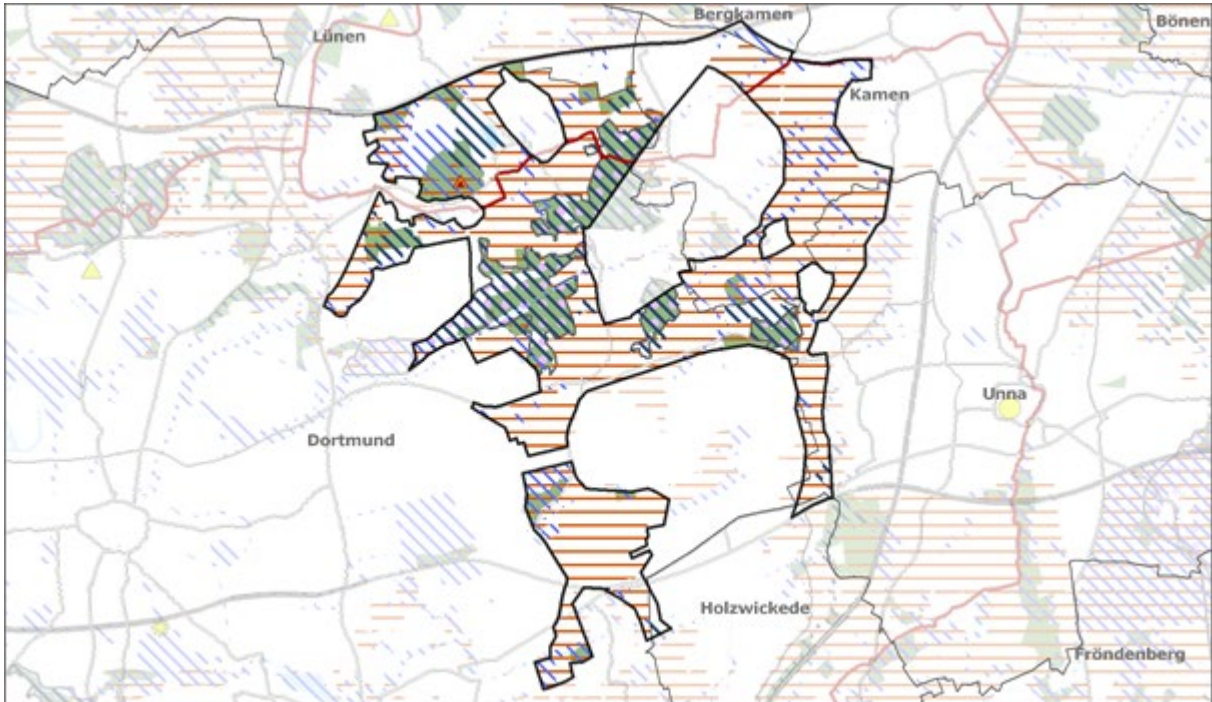 Bergkamen
Bönen
Lünen
Kamen
Unna
Dortmund
Holzwickede
Fröndenberg